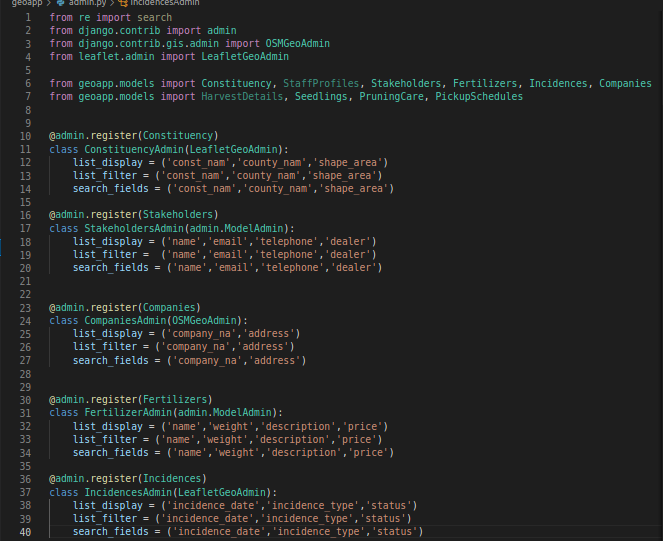 geoapp > admin.py > IncidencesAdmin
1 from re import search
2 from django.contrib import admin
3 from django.contrib.gis.admin import OSMGeoAdmin
4 from leaflet.admin import LeafletGeoAdmin
5
6 from geoapp.models import Constituency, StaffProfiles, Stakeholders, Fertilizers, Incidences, Companies
7 from geoapp.models import HarvestDetails, Seedlings, PruningCare, PickupSchedules
8
9
10 @admin.register(Constituency)
11 class ConstituencyAdmin(LeafletGeoAdmin):
12 list_display = ('const_nam','county_nam','shape_area')
13 list_filter = ('const_nam','county_nam','shape_area')
14 search_fields = ('const_nam','county_nam','shape_area')
15
16 @admin.register(Stakeholders)
17 class StakeholdersAdmin(admin.ModelAdmin):
18 list_display = ('name','email','telephone','dealer')
19 list_filter = ('name','email','telephone','dealer')
20 search_fields = ('name','email','telephone','dealer')
21
22
23 @admin.register(Companies)
24 class CompaniesAdmin(OSMGeoAdmin):
25 list_display = ('company_na','address')
26 list_filter = ('company_na','address')
27 search_fields = ('company_na','address')
28
29
30 @admin.register(Fertilizers)
31 class FertilizerAdmin(admin.ModelAdmin):
32 list_display = ('name','weight','description','price')
33 list_filter = ('name','weight','description','price')
34 search_fields = ('name','weight','description','price')
35
36 @admin.register(Incidences)
37 class IncidencesAdmin(LeafletGeoAdmin):
38 list_display = ('incidence_date','incidence_type','status')
39 list_filter = ('incidence_date','incidence_type','status')
40 search_fields = ('incidence_date','incidence_type','status')